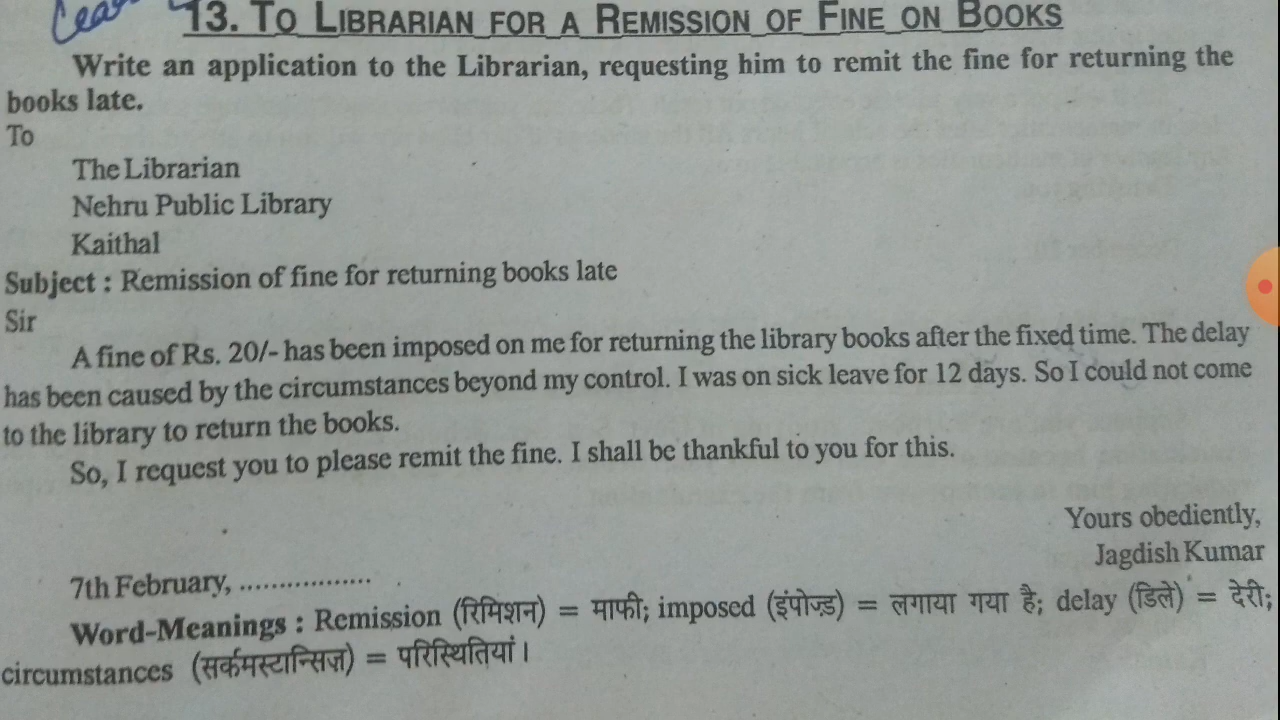 13. TO LIBRARIAN FOR A REMISSION OF FINE ON BOOKS
Write an application to the Librarian, requesting him to remit the fine for returning the
books late.
To
The Librarian
Nehru Public Library
Kaithal
Subject : Remission of fine for returning books late
Sir
A fine of Rs. 20/- has been imposed on me for returning the library books after the fixed time. The delay
has been caused by the circumstances beyond my control. I was on sick leave for 12 days. So I could not come
to the library to return the books.
So, I request you to please remit the fine. I shall be thankful to you for this.
Yours obediently,
Jagdish Kumar
7th February, .................
Word-Meanings : Remission (रिमिशन) = माफी; imposed (इंपोज्ड़) = लगाया गया है; delay (डिले) = देरी;
circumstances (सर्कमस्टान्सिज़) = परिस्थितियां।